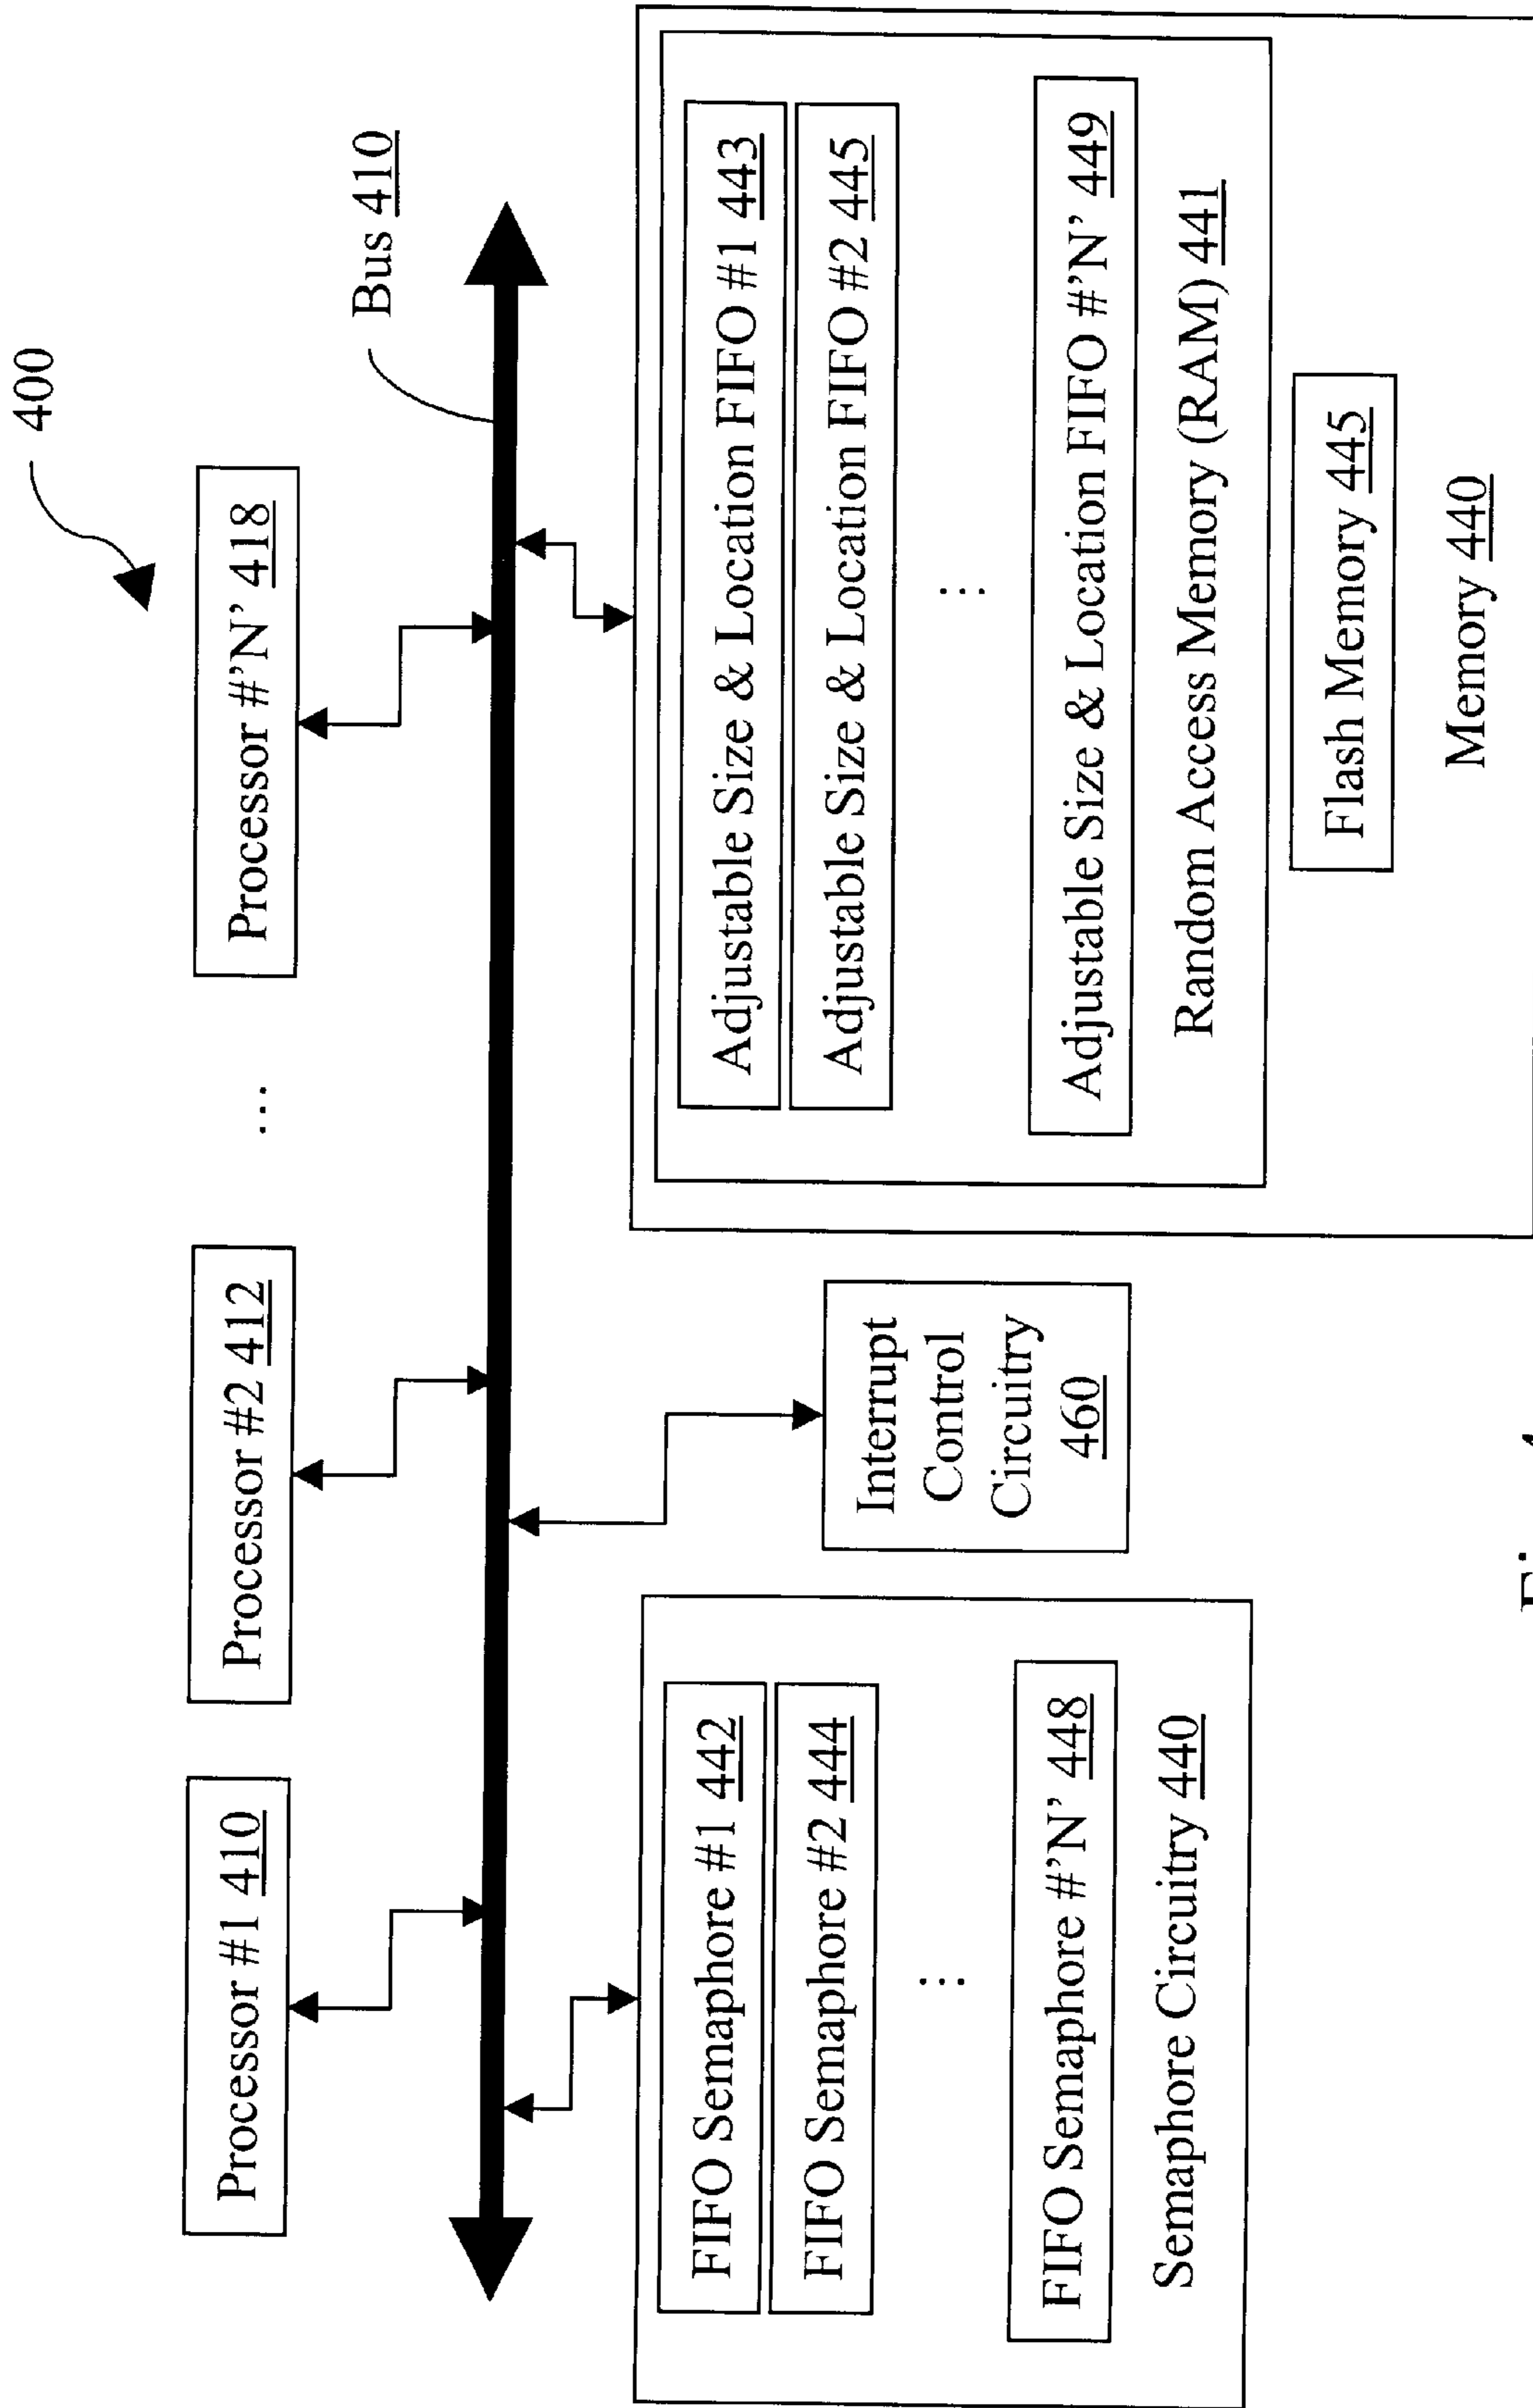 400
Processor #1 410
Processor #2 412
...
Processor #'N' 418
Bus 410
FIFO Semaphore #1 442
FIFO Semaphore #2 444
...
FIFO Semaphore #'N' 448
Semaphore Circuitry 440
Interrupt
Control
Circuitry
460
Adjustable Size & Location FIFO #1 443
Adjustable Size & Location FIFO #2 445
...
Adjustable Size & Location FIFO #'N' 449
Random Access Memory (RAM) 441
Flash Memory 445
Memory 440